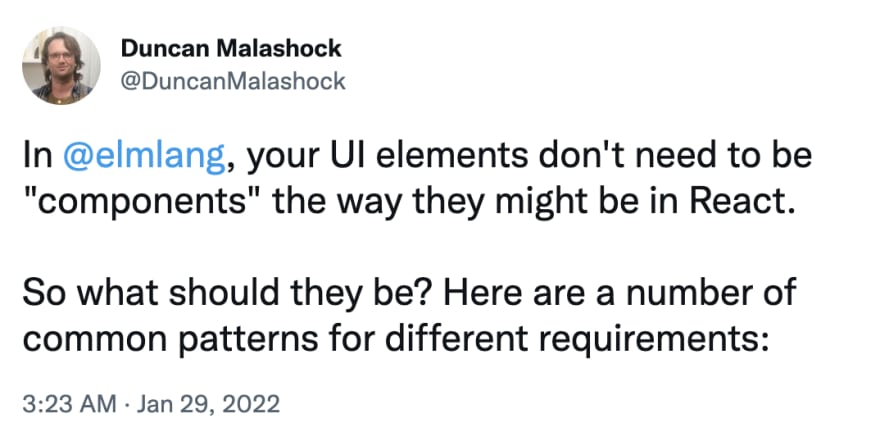 Duncan Malashock
@DuncanMalashock
In @elmlang, your UI elements don't need to be
"components" the way they might be in React.
So what should they be? Here are a number of
common patterns for different requirements:
3:23 AM · Jan 29, 2022